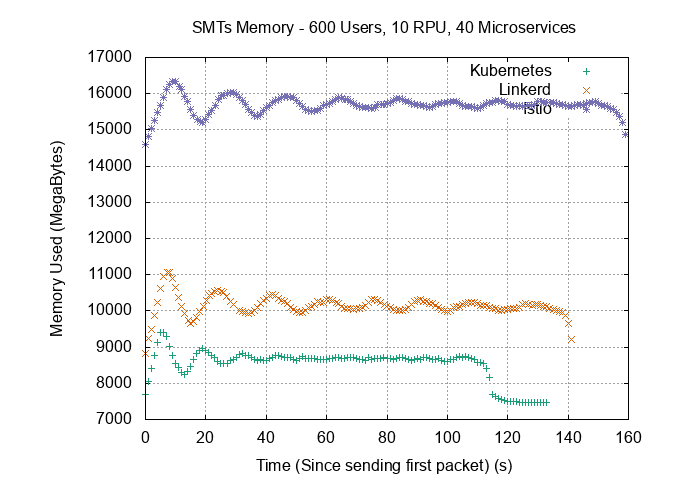 SMTs Memory - 600 Users, 10 RPU, 40 Microservices
17000
16000
15000
14000
13000
12000
11000
10000
9000
8000
7000
Memory Used (MegaBytes)
Kubernetes
Linkerd
Istio
0 20 40 60 80 100 120 140 160
Time (Since sending first packet) (s)